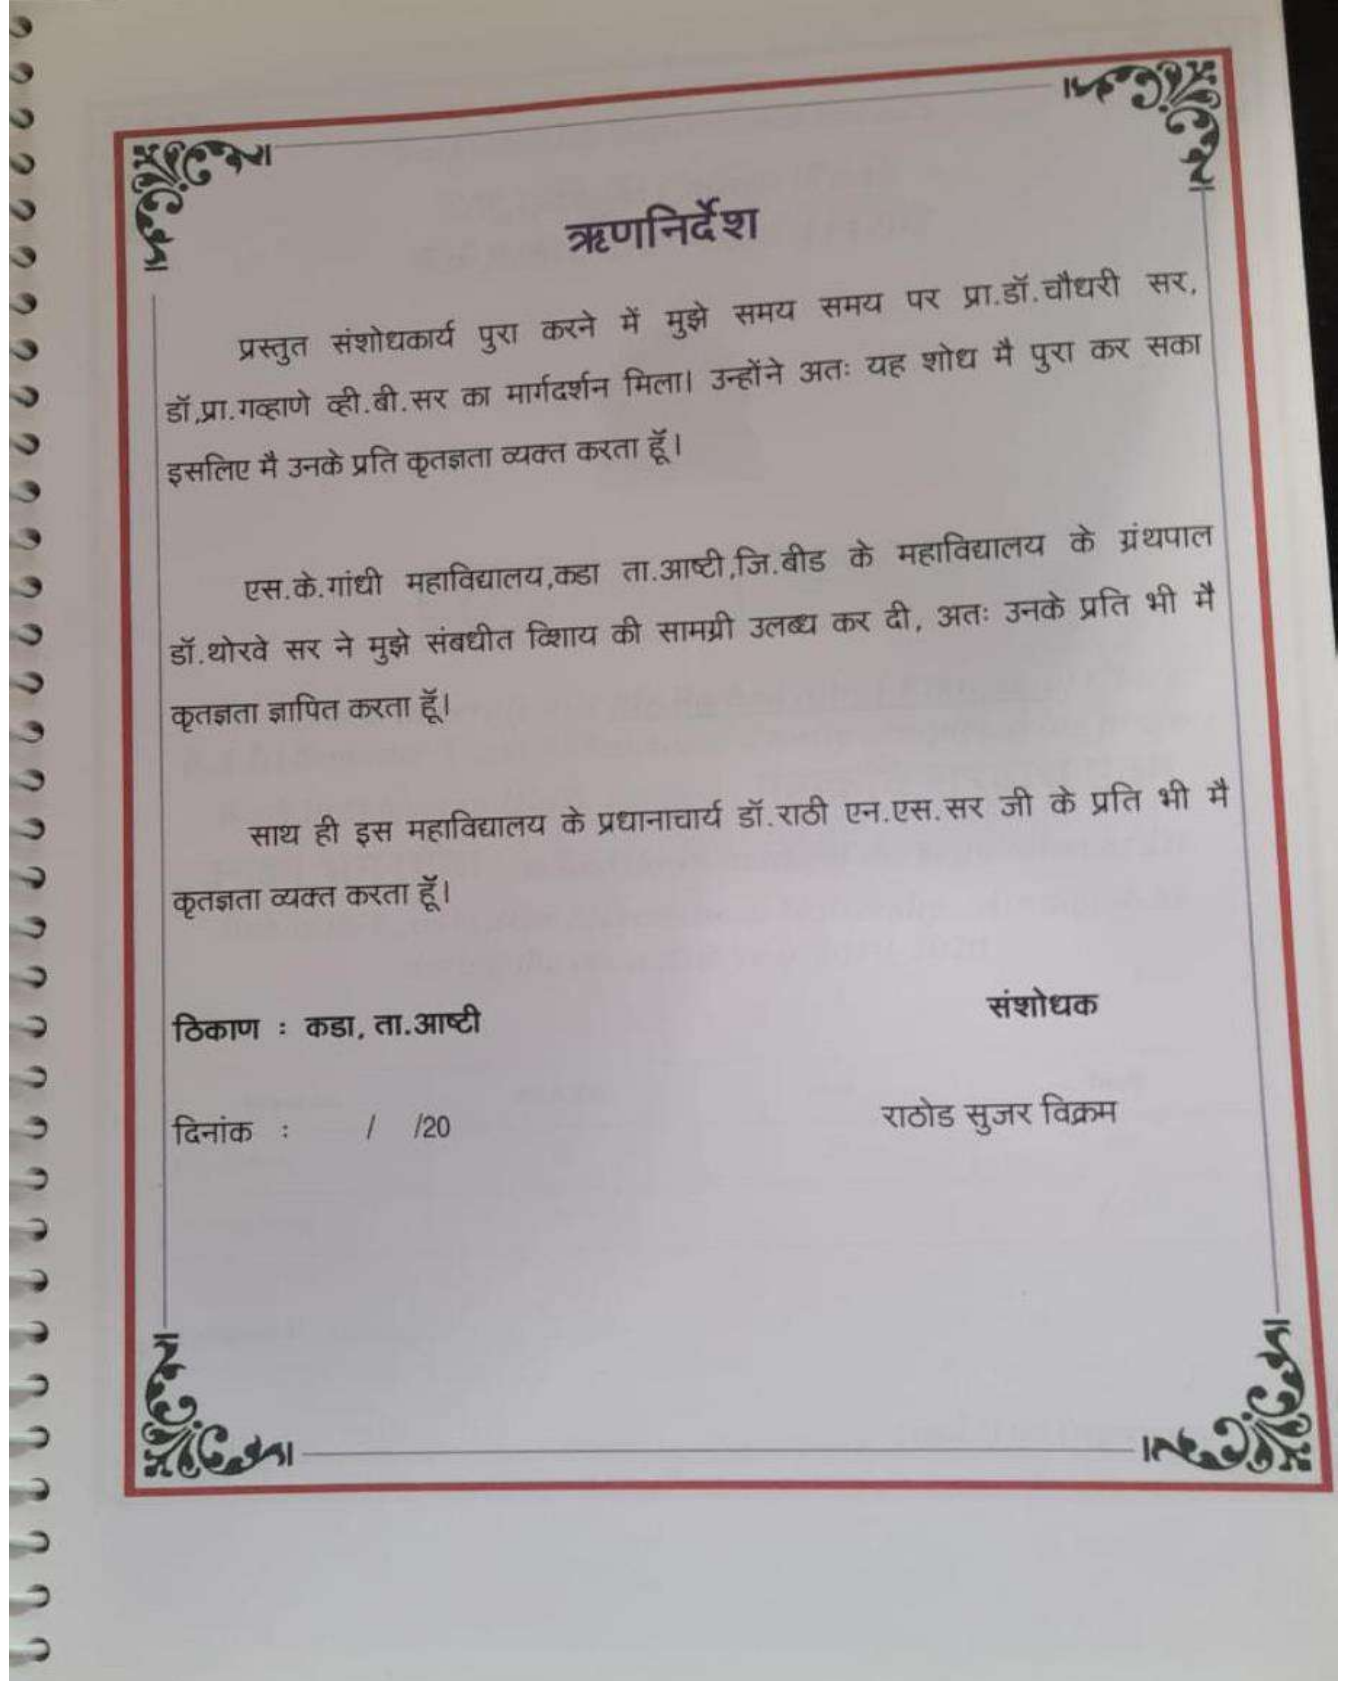 ऋणनिर्देश
प्रस्तुत संशोधकार्य पुरा करने में मुझे समय समय पर प्रा.डॉ.चौधरी सर,
डॉ.प्रा.गव्हाणे व्ही.बी.सर का मार्गदर्शन मिला। उन्होंने अतः यह शोध मै पुरा कर सका
इसलिए मै उनके प्रति कृतज्ञता व्यक्त करता हूँ।
एस.के.गांधी महाविद्यालय,कडा ता.आष्टी,जि.बीड के महाविद्यालय के ग्रंथपाल
डॉ.थोरवे सर ने मुझे संबधीत विशाय की सामग्री उलब्ध कर दी, अतः उनके प्रति भी मै
कृतज्ञता ज्ञापित करता हूँ।
साथ ही इस महाविद्यालय के प्रधानाचार्य डॉ.राठी एन.एस.सर जी के प्रति भी मै
कृतज्ञता व्यक्त करता हूँ।
ठिकाण : कडा, ता.आष्टी
संशोधक
दिनांक : / /20
राठोड सुजर विक्रम